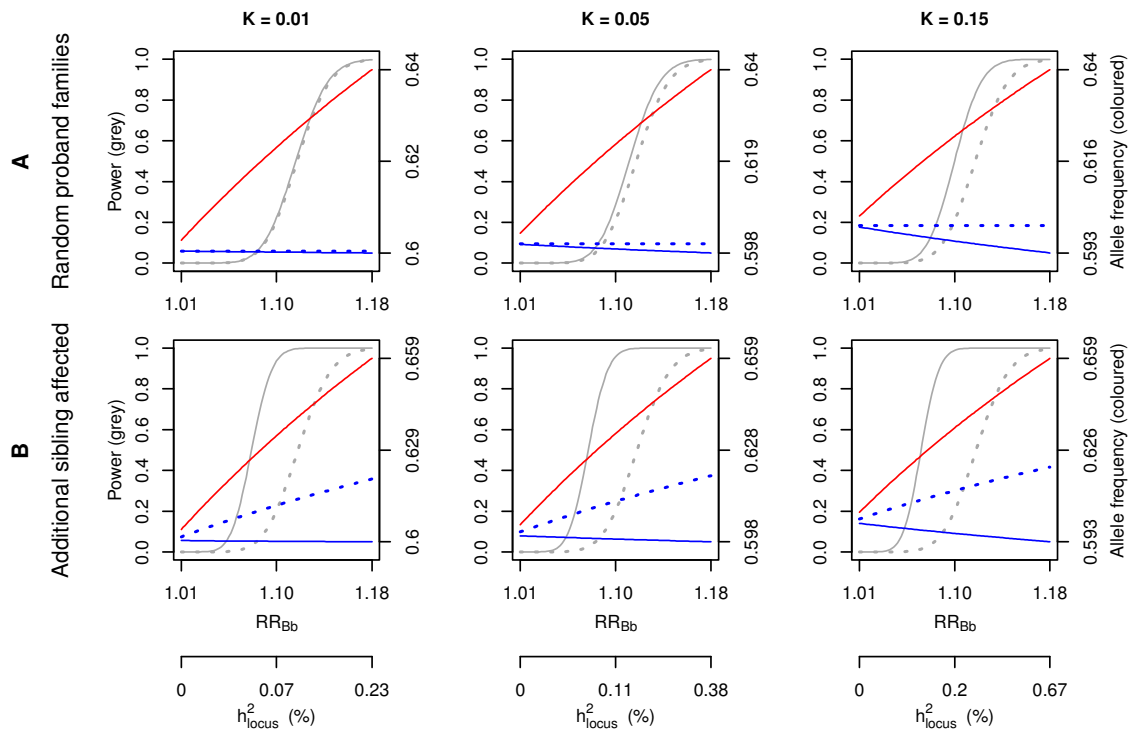 K = 0.01
K = 0.05
K = 0.15
A
Random proband families
Power (grey)
0.0 0.2 0.4 0.6 0.8 1.0
0.6 0.62 0.64
1.01 1.10 1.18
0.0 0.2 0.4 0.6 0.8 1.0
0.598 0.619 0.64
1.01 1.10 1.18
0.0 0.2 0.4 0.6 0.8 1.0
0.593 0.616 0.64
Allele frequency (coloured)
1.01 1.10 1.18
B
Additional sibling affected
Power (grey)
0.0 0.2 0.4 0.6 0.8 1.0
0.6 0.629 0.659
1.01 1.10 1.18
RRBb
0.0 0.2 0.4 0.6 0.8 1.0
0.598 0.628 0.659
1.01 1.10 1.18
RRBb
0.0 0.2 0.4 0.6 0.8 1.0
0.593 0.626 0.659
Allele frequency (coloured)
1.01 1.10 1.18
RRBb
0 0.07 0.23
h²locus (%)
0 0.11 0.38
h²locus (%)
0 0.2 0.67
h²locus (%)